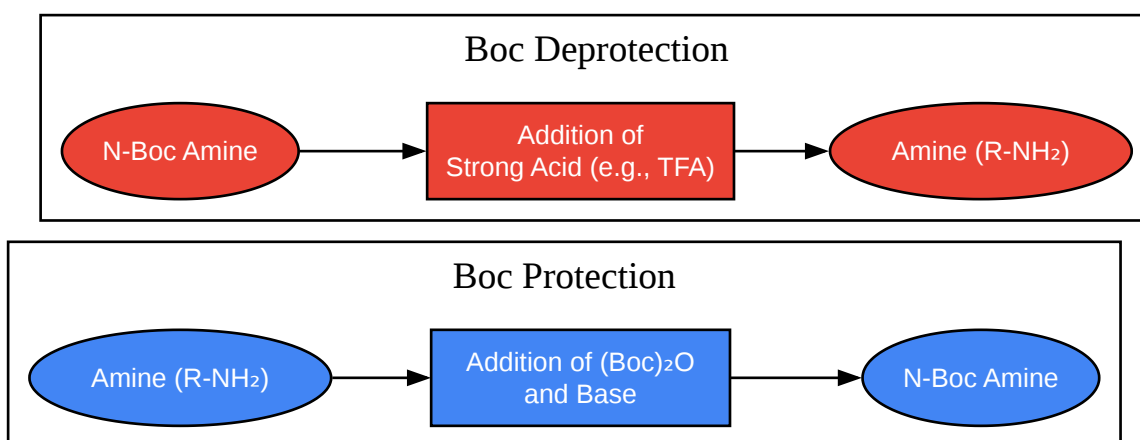 Boc Deprotection
N-Boc Amine
Addition of
Strong Acid (e.g., TFA)
Amine (R-NH₂)
Boc Protection
Amine (R-NH₂)
Addition of (Boc)₂O
and Base
N-Boc Amine